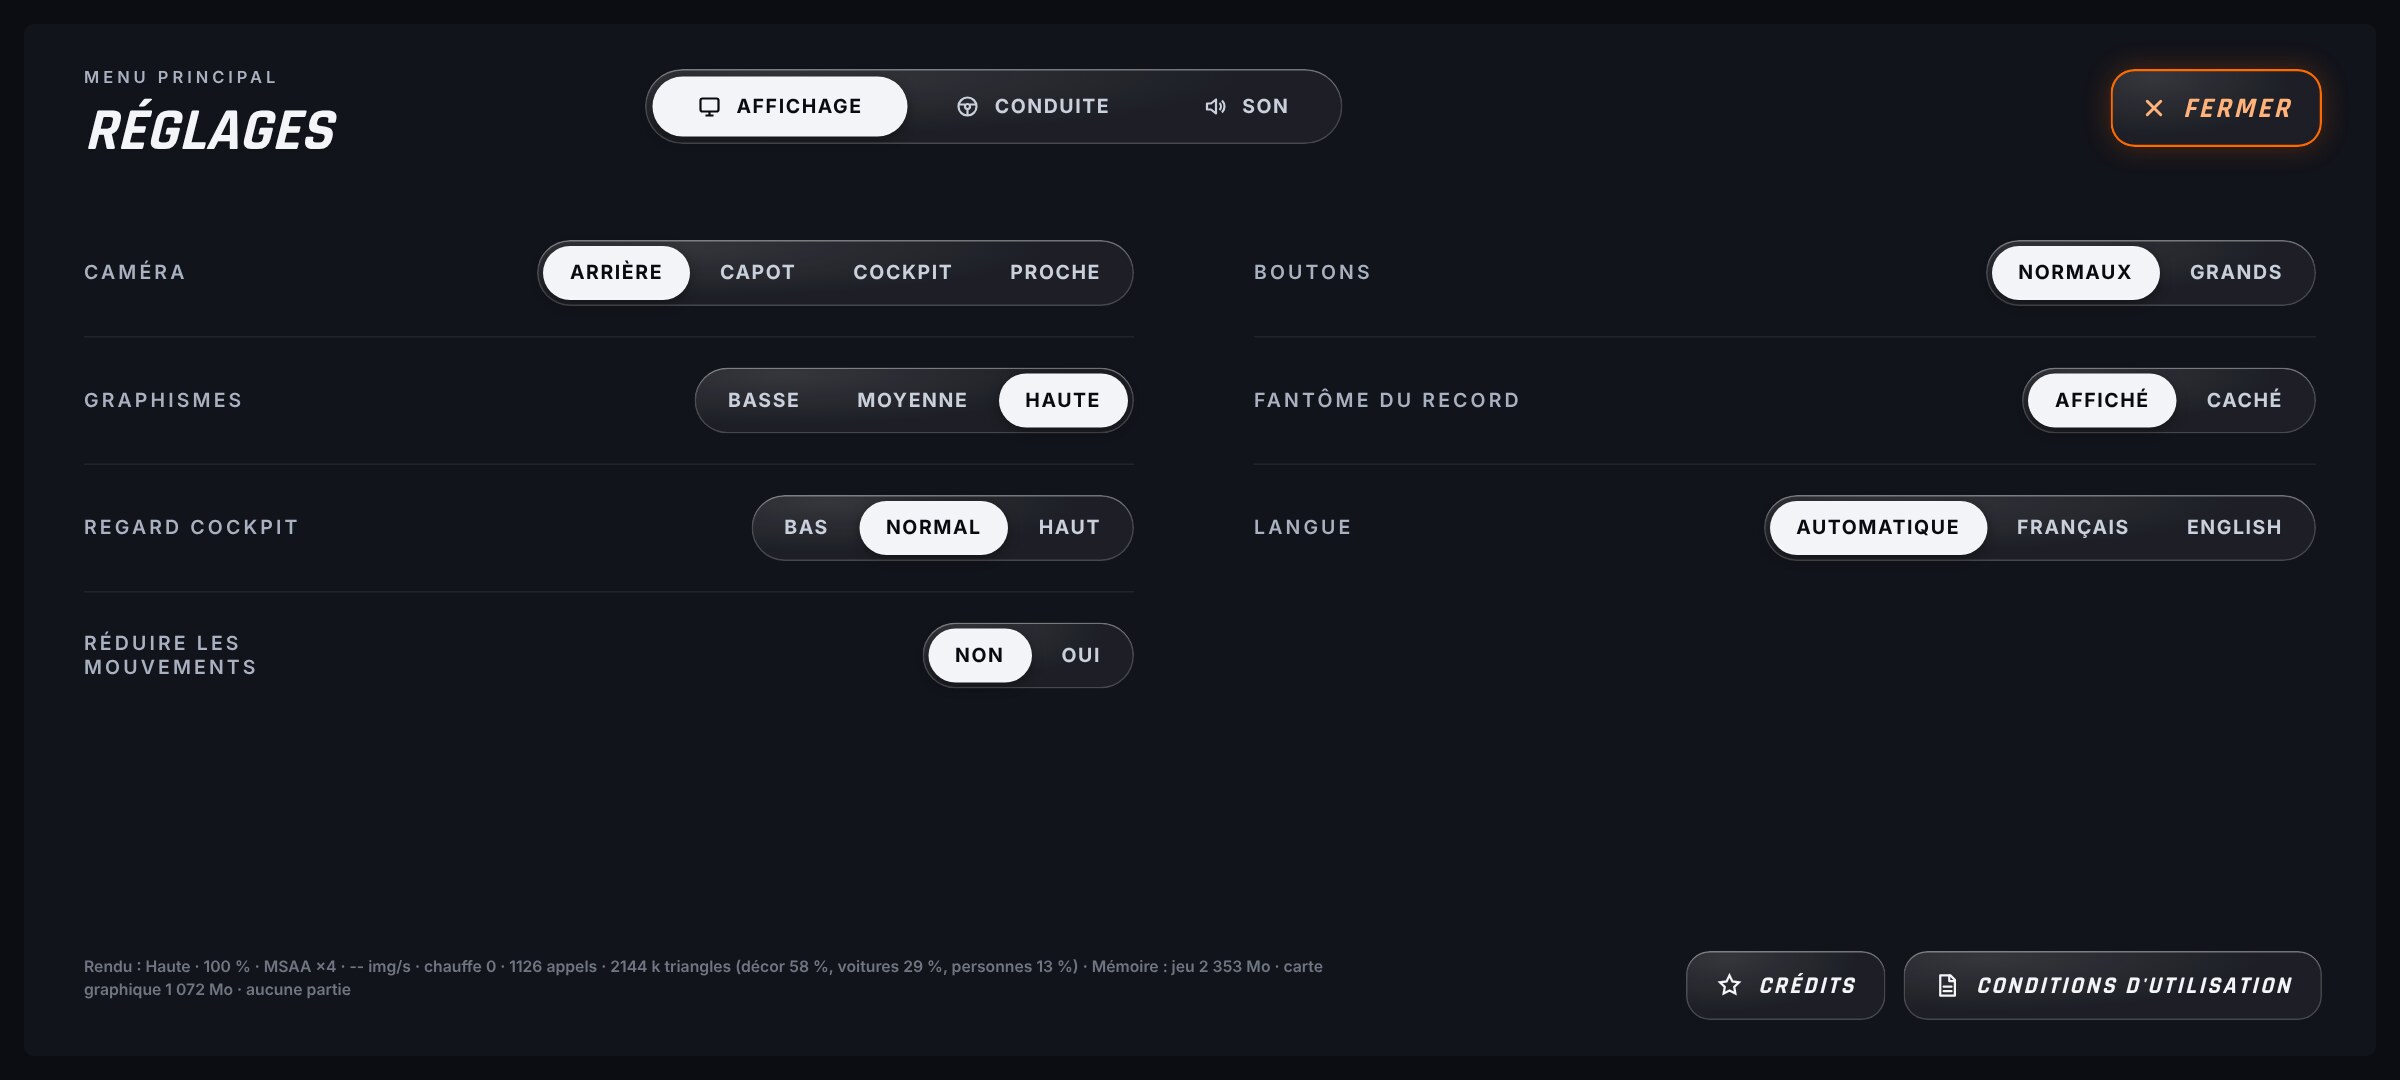 MENU PRINCIPAL
RÉGLAGES
AFFICHAGE CONDUITE SON
FERMER
CAMÉRA ARRIÈRE CAPOT COCKPIT PROCHE
BOUTONS NORMAUX GRANDS
GRAPHISMES BASSE MOYENNE HAUTE
FANTÔME DU RECORD AFFICHÉ CACHÉ
REGARD COCKPIT BAS NORMAL HAUT
LANGUE AUTOMATIQUE FRANÇAIS ENGLISH
RÉDUIRE LES
MOUVEMENTS
NON OUI
Rendu : Haute · 100 % · MSAA ×4 · -- img/s · chauffe 0 · 1126 appels · 2144 k triangles (décor 58 %, voitures 29 %, personnes 13 %) · Mémoire : jeu 2 353 Mo · carte
graphique 1 072 Mo · aucune partie
CRÉDITS CONDITIONS D'UTILISATION